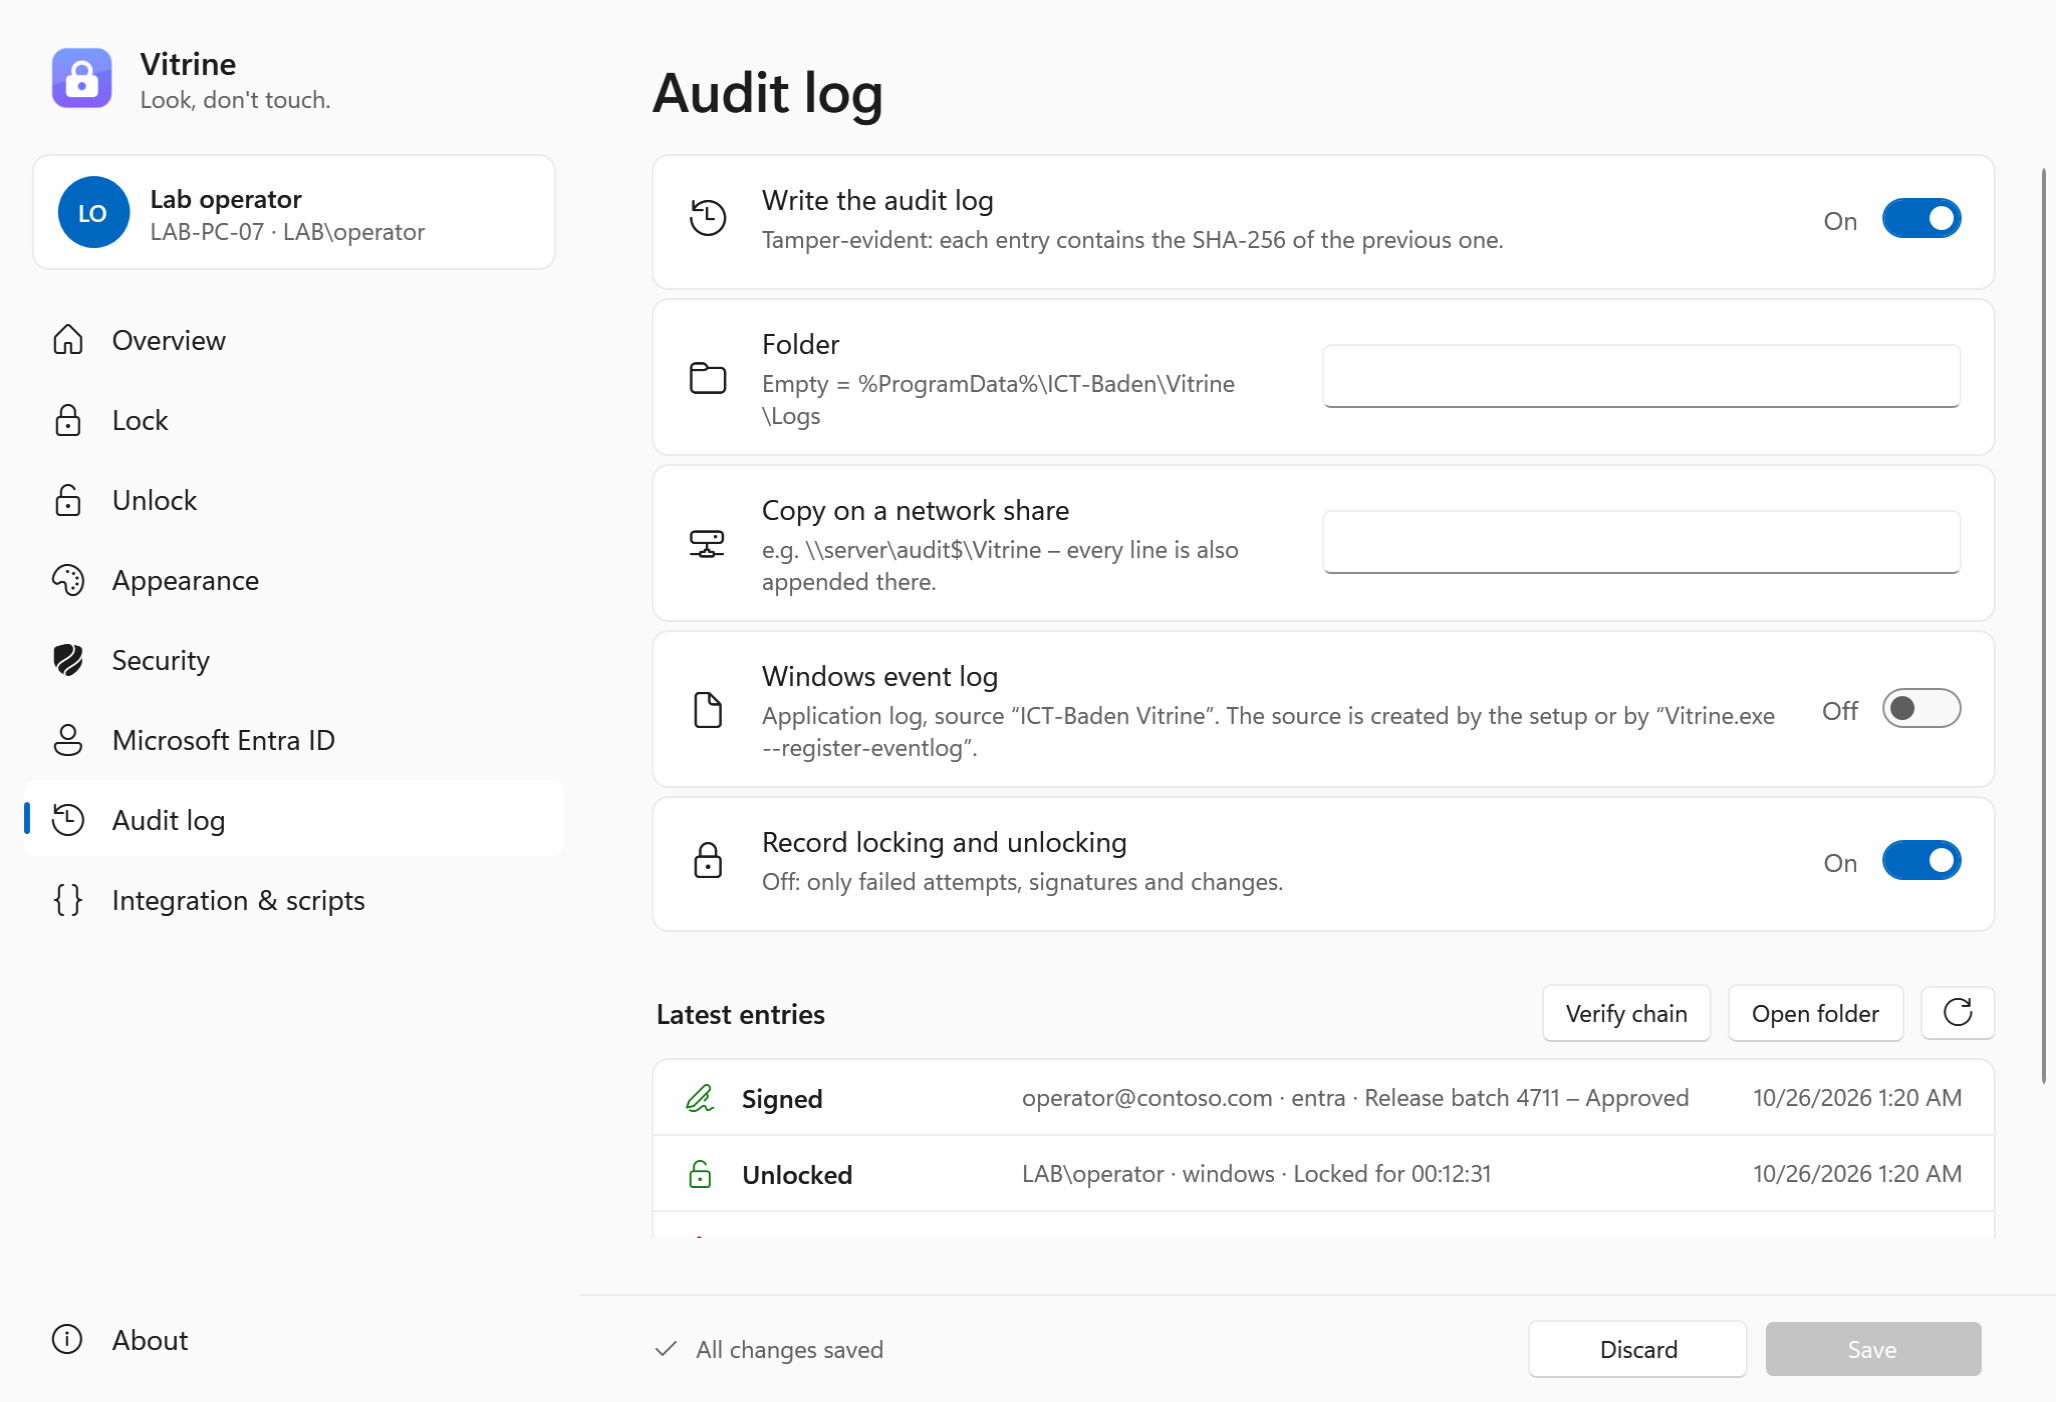 Vitrine
Look, don't touch.
LO
Lab operator
LAB-PC-07 · LAB\operator
Overview
Lock
Unlock
Appearance
Security
Microsoft Entra ID
Audit log
Integration & scripts
About
Audit log
Write the audit log
Tamper-evident: each entry contains the SHA-256 of the previous one.
On
Folder
Empty = %ProgramData%\ICT-Baden\Vitrine
\Logs
Copy on a network share
e.g. \\server\audit$\Vitrine – every line is also
appended there.
Windows event log
Application log, source “ICT-Baden Vitrine”. The source is created by the setup or by “Vitrine.exe
--register-eventlog”.
Off
Record locking and unlocking
Off: only failed attempts, signatures and changes.
On
Latest entries
Verify chain
Open folder
Signed operator@contoso.com · entra · Release batch 4711 – Approved 10/26/2026 1:20 AM
Unlocked LAB\operator · windows · Locked for 00:12:31 10/26/2026 1:20 AM
All changes saved
Discard
Save